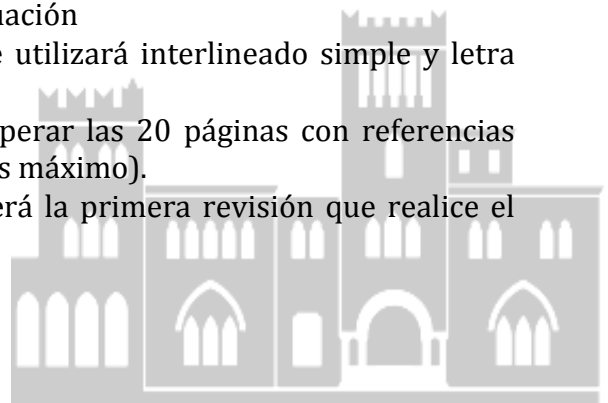 uación
utilizará interlineado simple y letra
perar las 20 páginas con referencias
s máximo).
erá la primera revisión que realice el